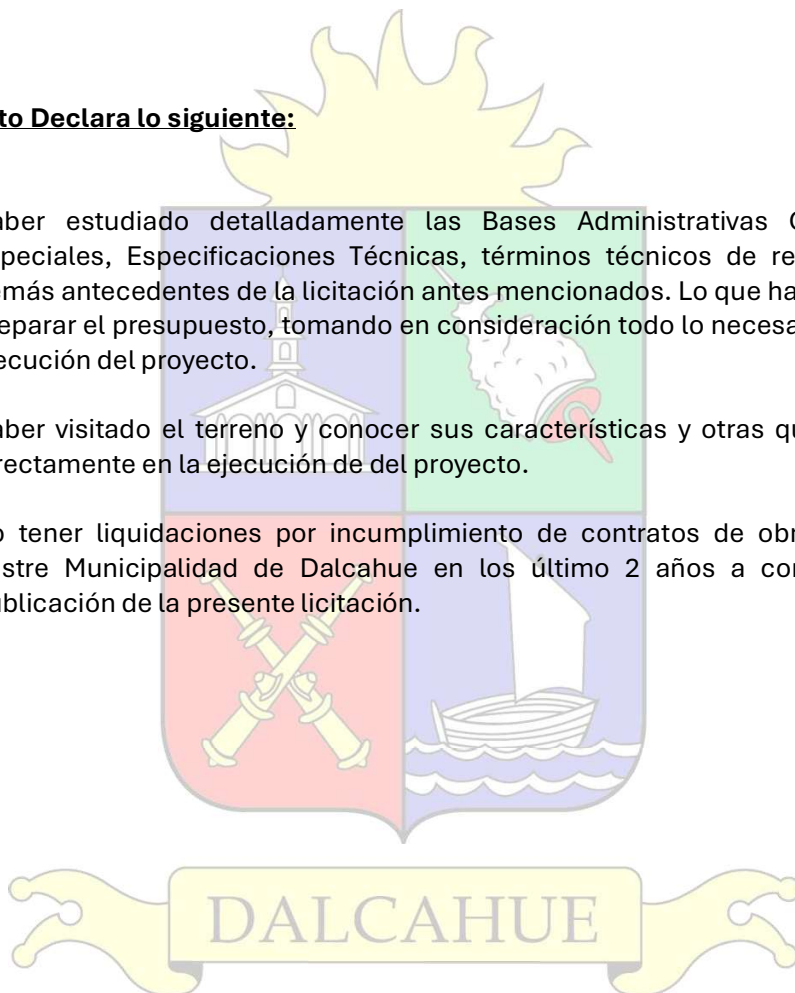 to Declara lo siguiente:
aber estudiado detalladamente las Bases Administrativas
peciales, Especificaciones Técnicas, términos técnicos de re
emás antecedentes de la licitación antes mencionados. Lo que ha
eparar el presupuesto, tomando en consideración todo lo necesa
ecución del proyecto.
aber visitado el terreno y conocer sus características y otras qu
rectamente en la ejecución de del proyecto.
o tener liquidaciones por incumplimiento de contratos de obr
stre Municipalidad de Dalcahue en los último 2 años a con
ublicación de la presente licitación.
DALCAHUE